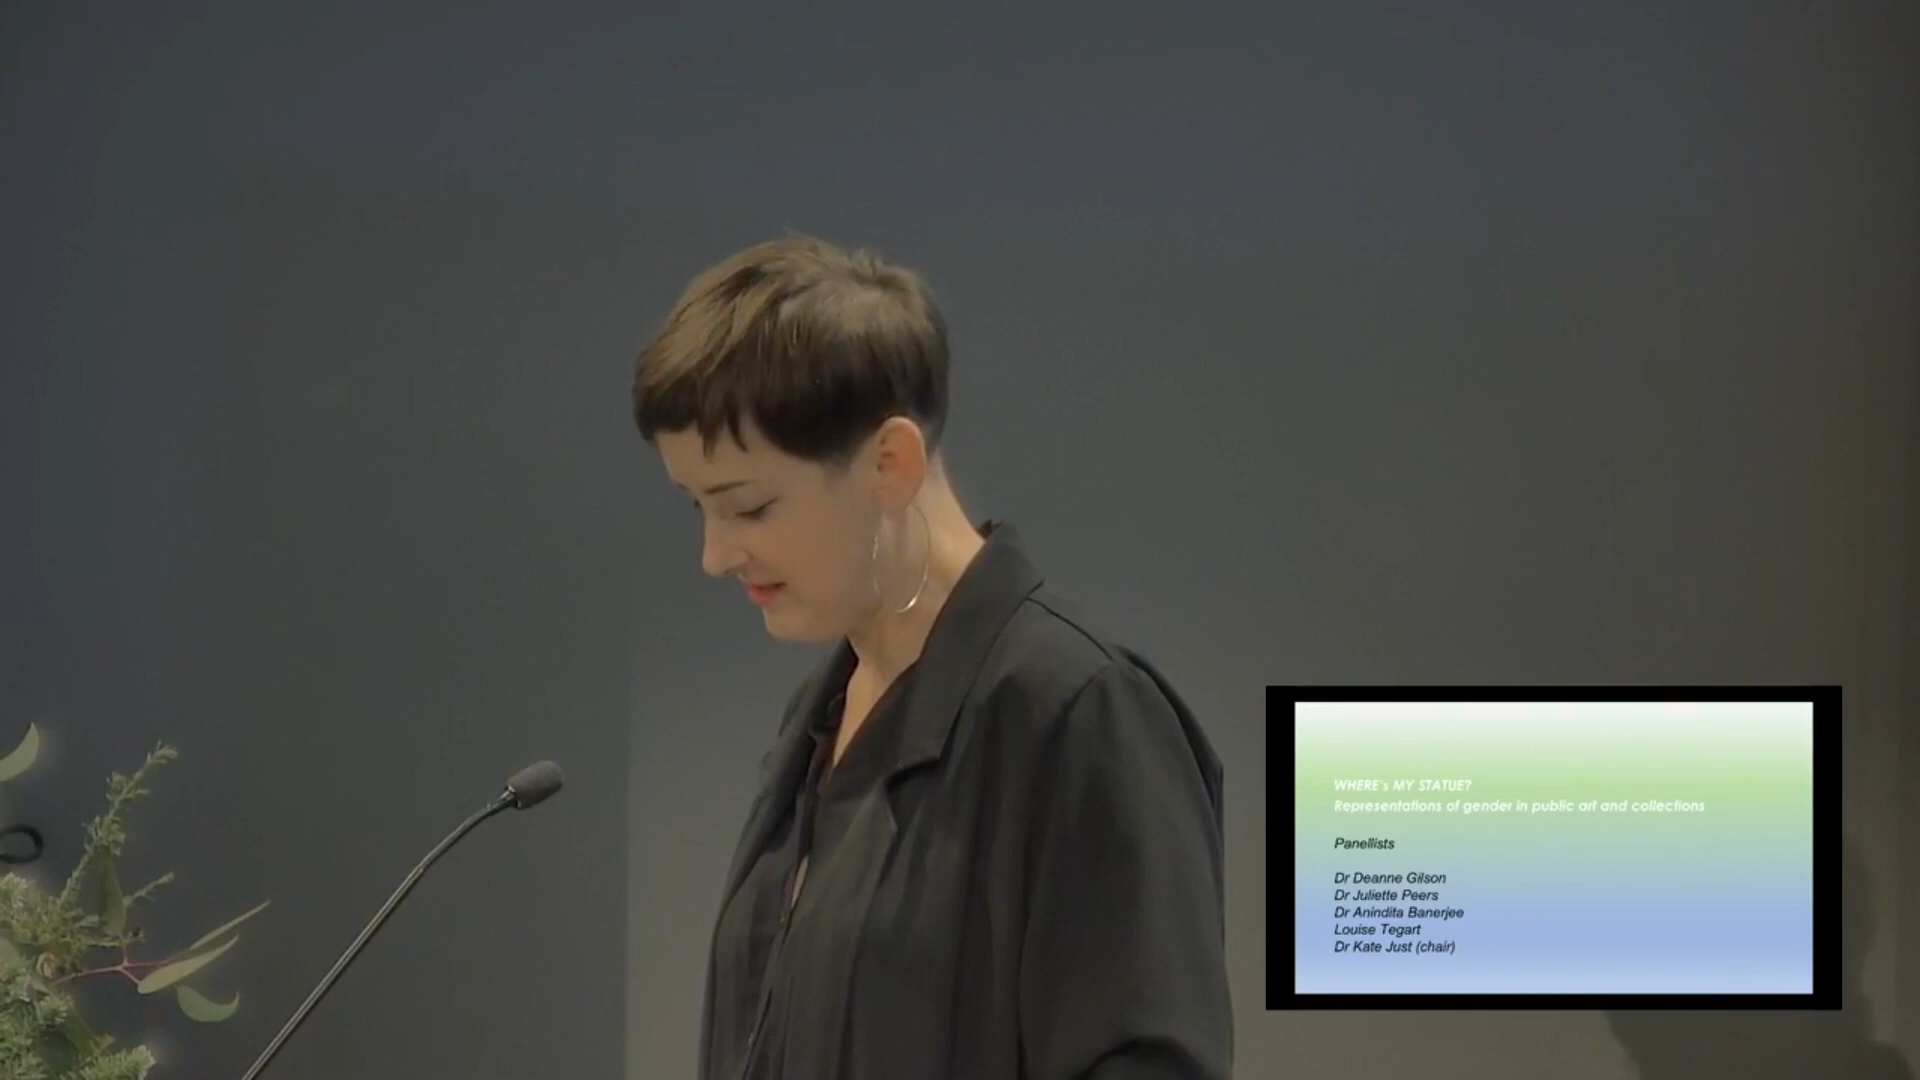 WHERE's MY STATUE?
Representations of gender in public art and collections
Panellists
Dr Deanne Gilson
Dr Juliette Peers
Dr Anindita Banerjee
Louise Tegart
Dr Kate Just (chair)